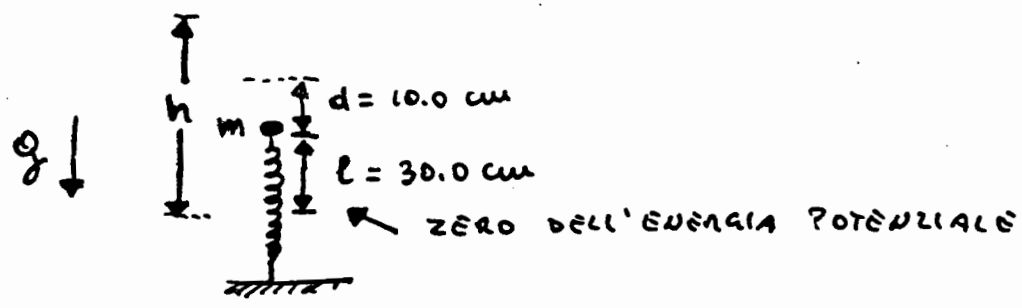 h
d = 10.0 cm
m
g
l = 30.0 cm
ZERO DELL'ENERGIA POTENZIALE